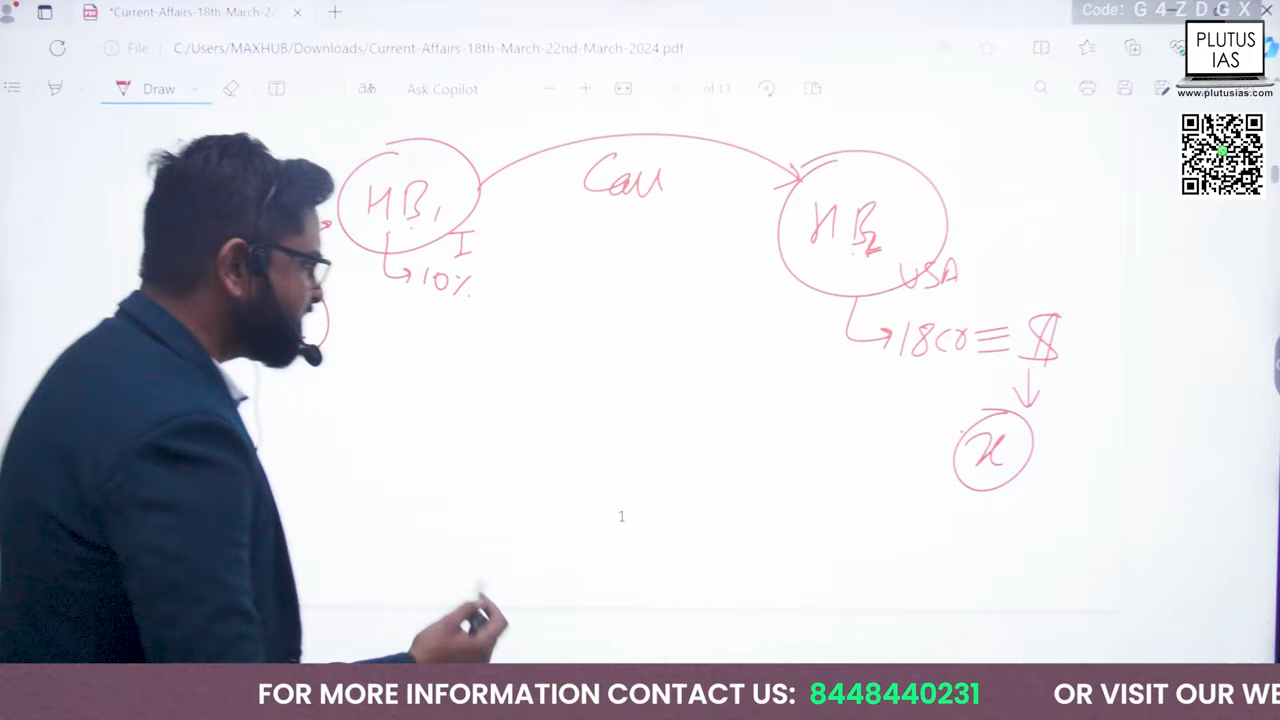 *Current-Affairs-18th-March-2
Code: G 4 Z D G X
File C:/Users/MAXHUB/Downloads/Current-Affairs-18th-March-22nd-March-2024.pdf
PLUTUS
IAS
www.plutusias.com
Draw Ask Copilot of 13
Call
HB1
I
10%
HB2
USA
18cr ≡ $
x
1
FOR MORE INFORMATION CONTACT US: 8448440231 OR VISIT OUR WE